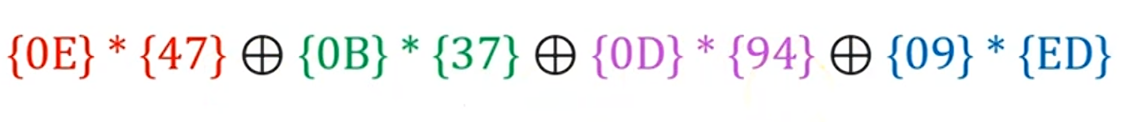 {0E} * {47} ⊕ {0B} * {37} ⊕ {0D} * {94} ⊕ {09} * {ED}